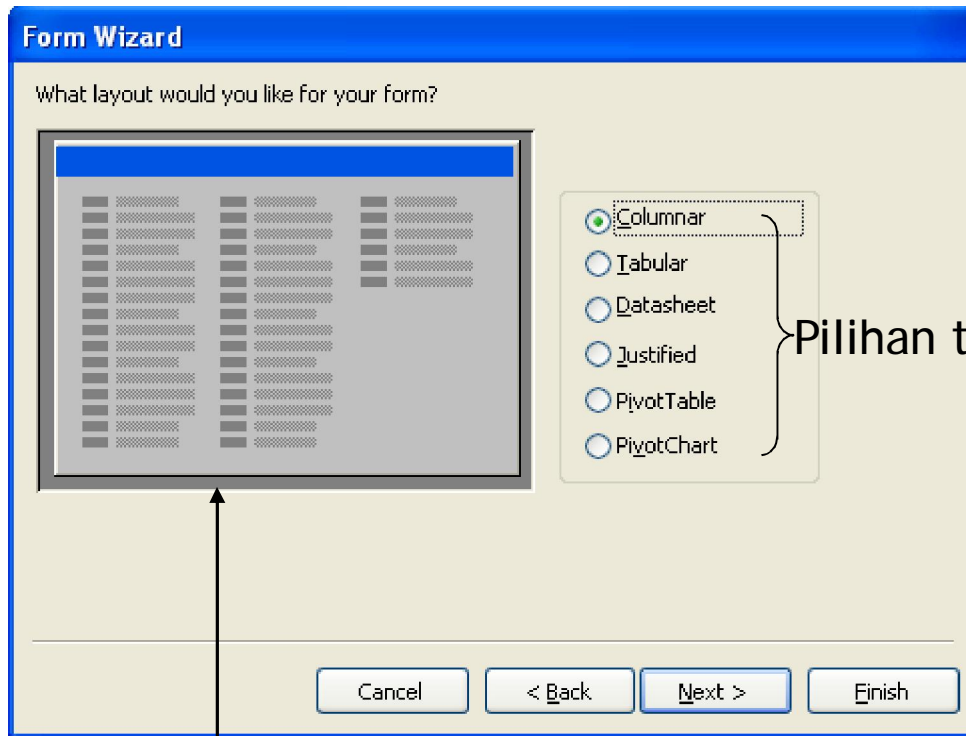 Form Wizard
What layout would you like for your form?
Columnar
Tabular
Datasheet
Justified
PivotTable
PivotChart
Pilihan t
Cancel
< Back
Next >
Finish